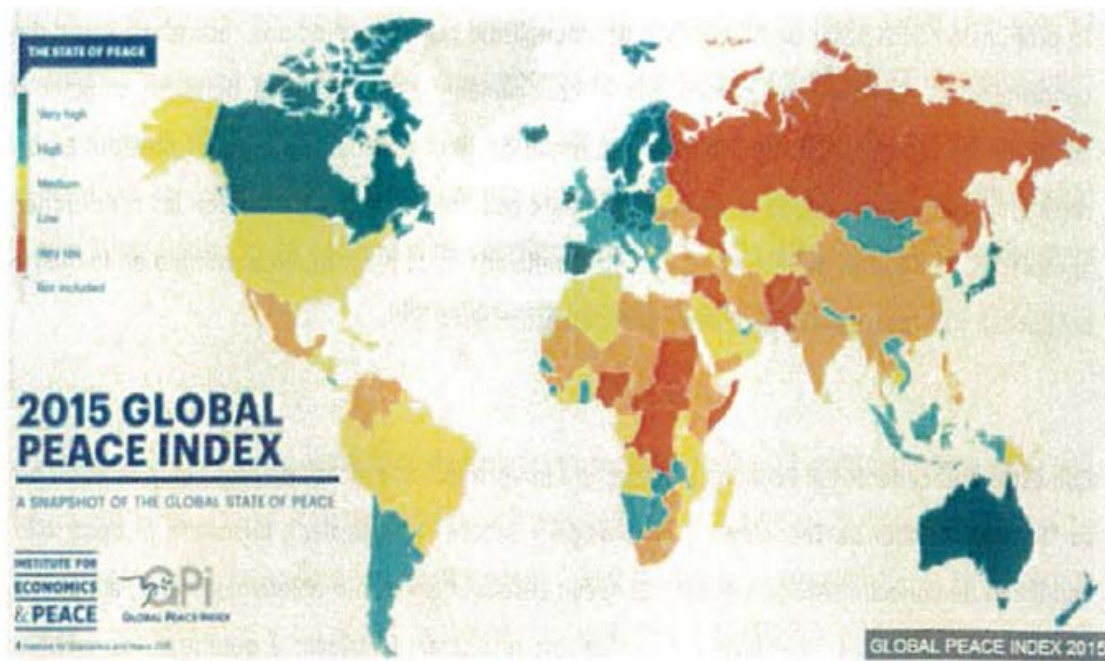 THE STATE OF PEACE
Very high
High
Medium
Low
Very low
Not included
2015 GLOBAL
PEACE INDEX
A SNAPSHOT OF THE GLOBAL STATE OF PEACE
INSTITUTE FOR
ECONOMICS
& PEACE
GPi
GLOBAL PEACE INDEX
GLOBAL PEACE INDEX 2015